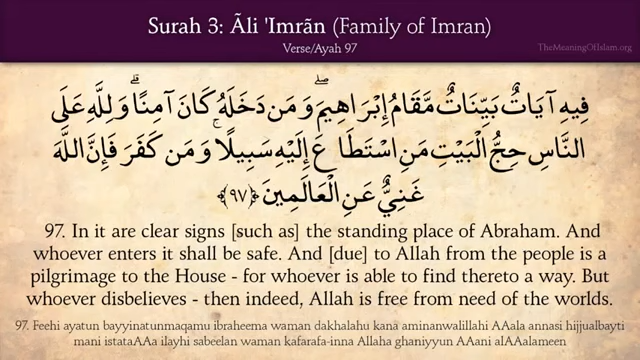 Surah 3: Ãli 'Imrãn (Family of Imran)
Verse/Ayah 97
TheMeaningOfIslam.org
فِيهِ آيَاتٌ بَيِّنَاتٌ مَّقَامُ إِبْرَاهِيمَ ۖ وَمَن دَخَلَهُ كَانَ آمِنًا ۗ وَلِلَّهِ عَلَى
النَّاسِ حِجُّ الْبَيْتِ مَنِ اسْتَطَاعَ إِلَيْهِ سَبِيلًا ۚ وَمَن كَفَرَ فَإِنَّ اللَّهَ
غَنِيٌّ عَنِ الْعَالَمِينَ ﴿٩٧﴾
97. In it are clear signs [such as] the standing place of Abraham. And
whoever enters it shall be safe. And [due] to Allah from the people is a
pilgrimage to the House - for whoever is able to find thereto a way. But
whoever disbelieves - then indeed, Allah is free from need of the worlds.
97. Feehi ayatun bayyinatunmaqamu ibraheema waman dakhalahu kana aminanwalillahi AAala annasi hijjualbayti
mani istataAAa ilayhi sabeelan waman kafarafa-inna Allaha ghaniyyun AAani alAAalameen